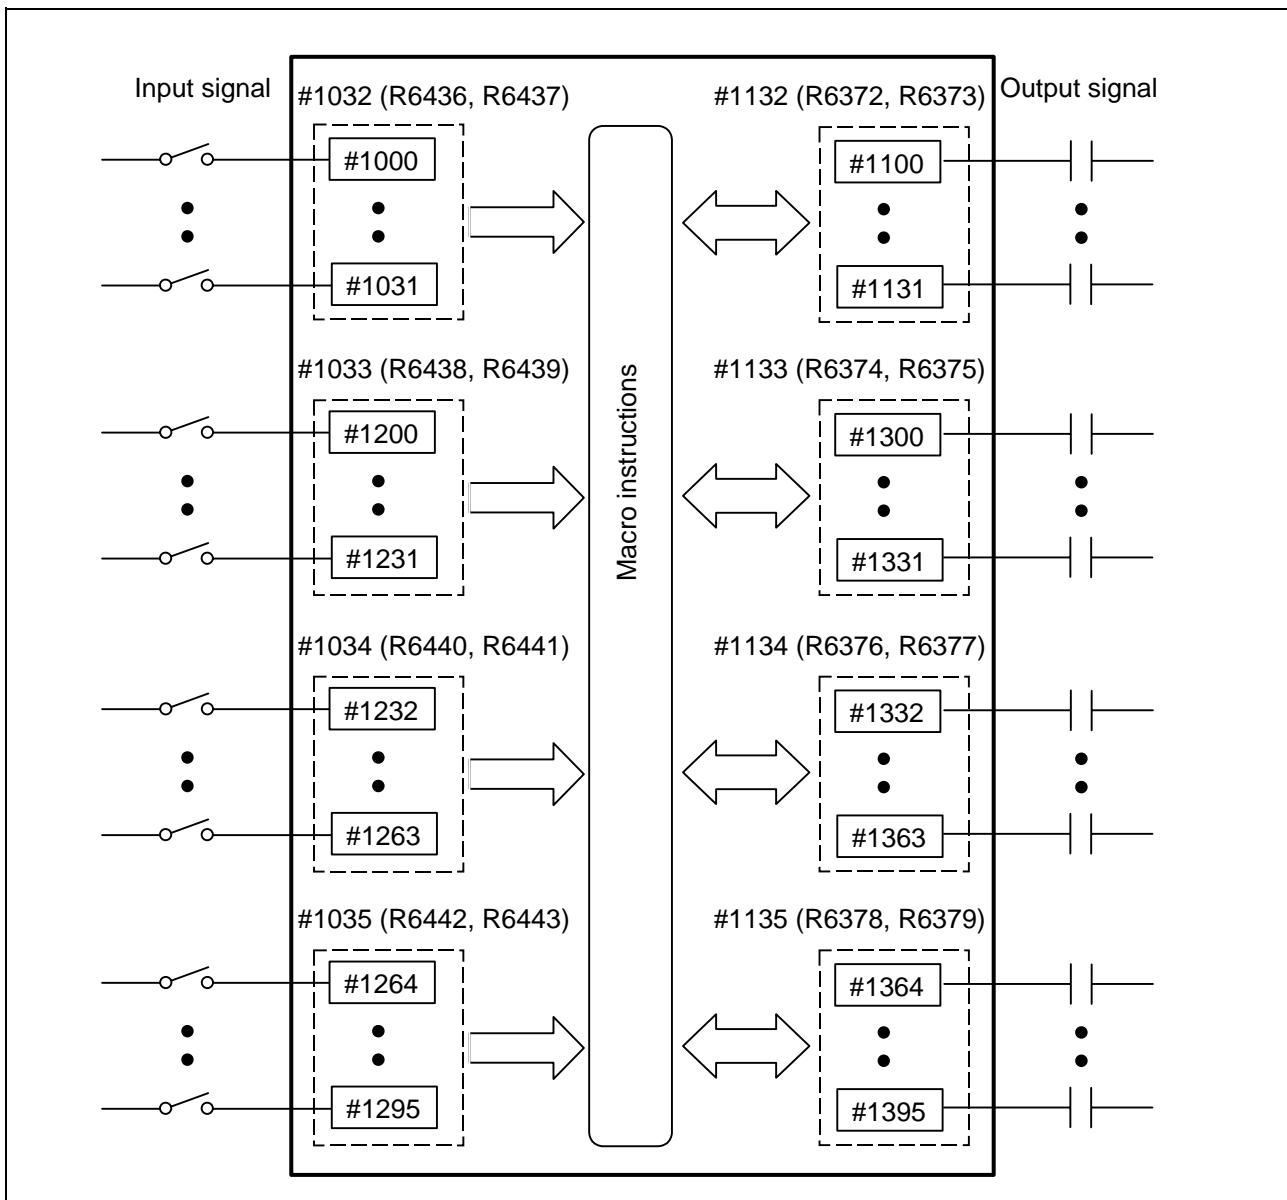 Input signal
#1032 (R6436, R6437)
#1132 (R6372, R6373)
Output signal
#1000
#1100
#1031
#1131
#1033 (R6438, R6439)
#1133 (R6374, R6375)
#1200
#1300
Macro instructions
#1231
#1331
#1034 (R6440, R6441)
#1134 (R6376, R6377)
#1232
#1332
#1263
#1363
#1035 (R6442, R6443)
#1135 (R6378, R6379)
#1264
#1364
#1295
#1395